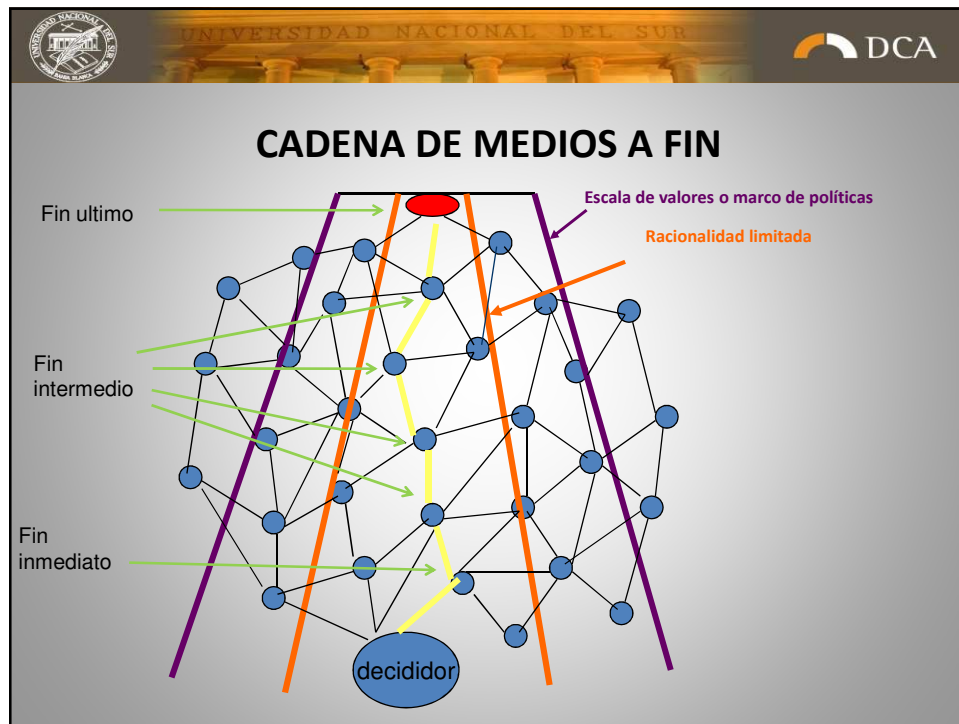 UNIVERSIDAD NACIONAL DEL SUR
DCA
CADENA DE MEDIOS A FIN
Escala de valores o marco de políticas
Racionalidad limitada
Fin ultimo
Fin
intermedio
Fin
inmediato
decididor